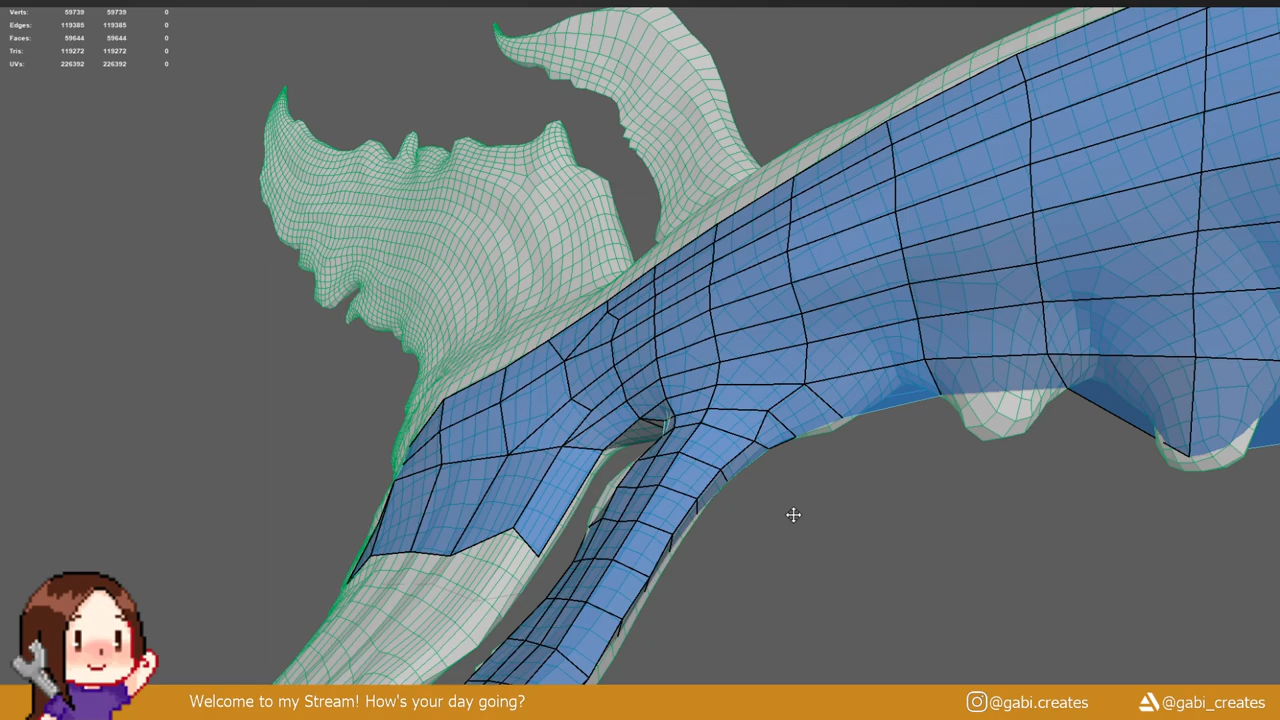 Verts: 59739 59739 0
Edges: 119385 119385 0
Faces: 59644 59644 0
Tris: 119272 119272 0
UVs: 226392 226392 0
Welcome to my Stream! How's your day going?
@gabi.creates
@gabi_creates